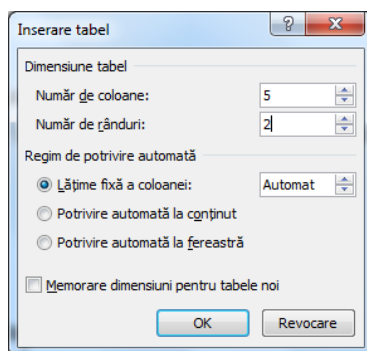 Inserare tabel
Dimensiune tabel
Număr de coloane: 5
Număr de rânduri: 2
Regim de potrivire automată
Lățime fixă a coloanei: Automat
Potrivire automată la conținut
Potrivire automată la fereastră
Memorare dimensiuni pentru tabele noi
OK Revocare